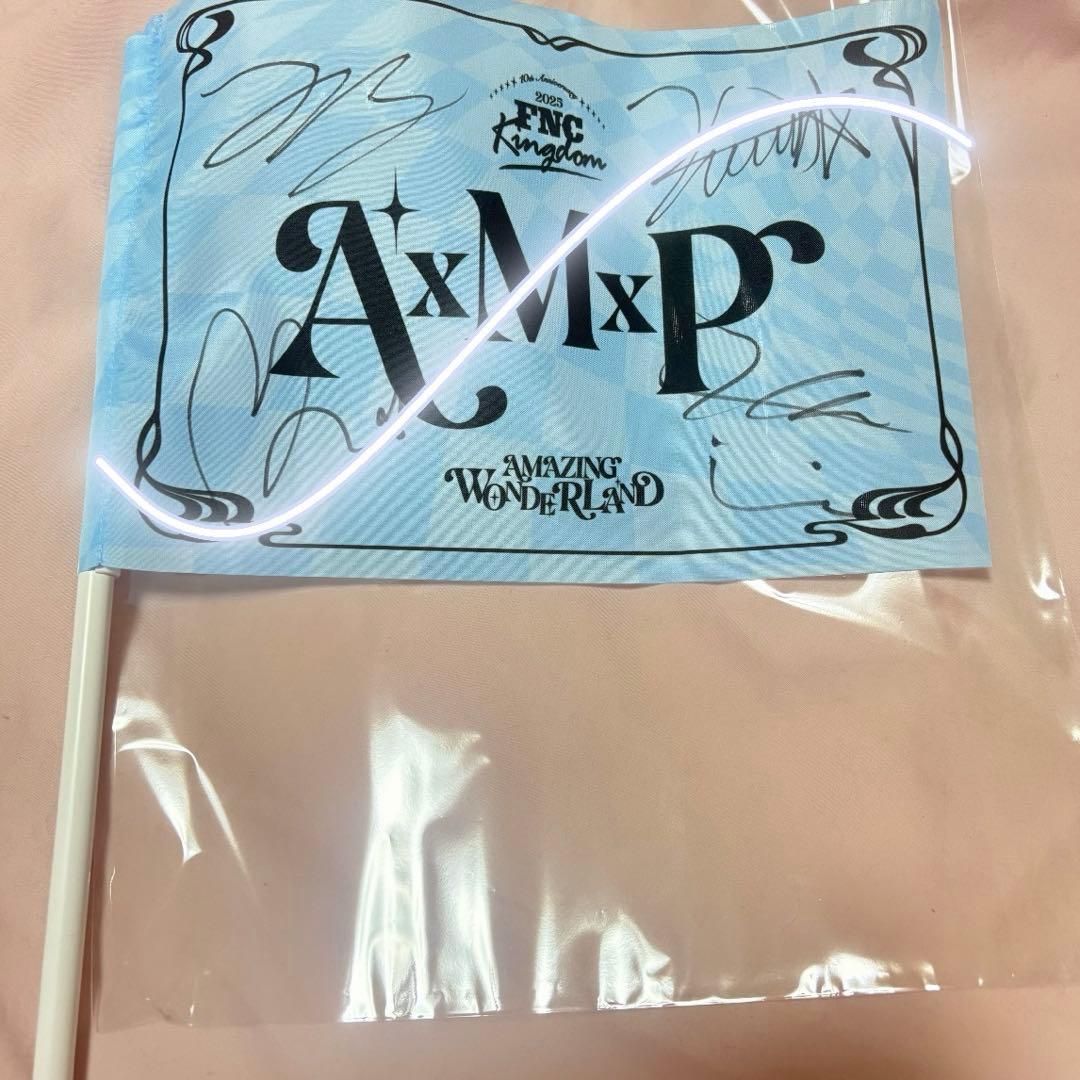 10th Anniversary
2025
FNC
Kingdom
AxMxP
AMAZING
WONDERLAND